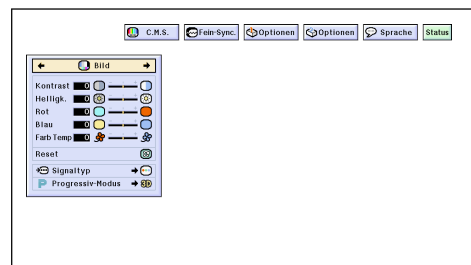 C.M.S. Fein-Sync. Optionen Optionen Sprache Status
Bild
Kontrast 0
Helligk. 0
Rot 0
Blau 0
Farb Temp 0
Reset
Signaltyp
P Progressiv-Modus 3D